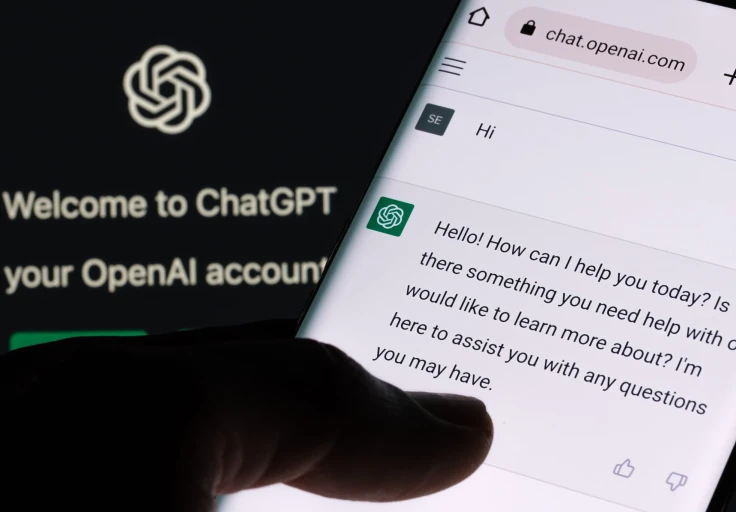 Welcome to ChatGPT
your OpenAI account
chat.openai.com
SE
Hi
Hello! How can I help you today? Is
there something you need help with o
would like to learn more about? I'm
here to assist you with any questions
you may have.